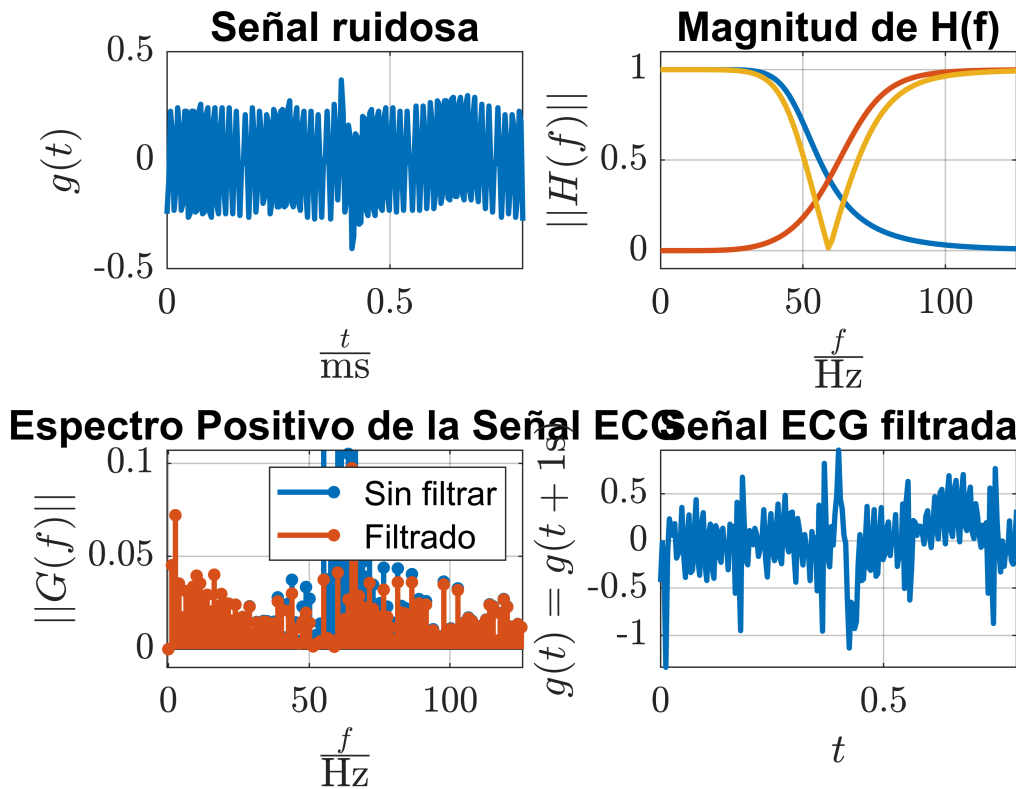 Señal ruidosa
g(t)
0.5
0
-0.5
0
0.5
t
ms
Magnitud de H(f)
||H(f)||
1
0.5
0
0
50
100
f
Hz
Espectro Positivo de la Señal ECG
||G(f)||
0.1
0.05
0
Sin filtrar
Filtrado
0
50
100
f
Hz
Señal ECG filtrada
g(t) = g(t + 1s)
0.5
0
-0.5
-1
0
0.5
t